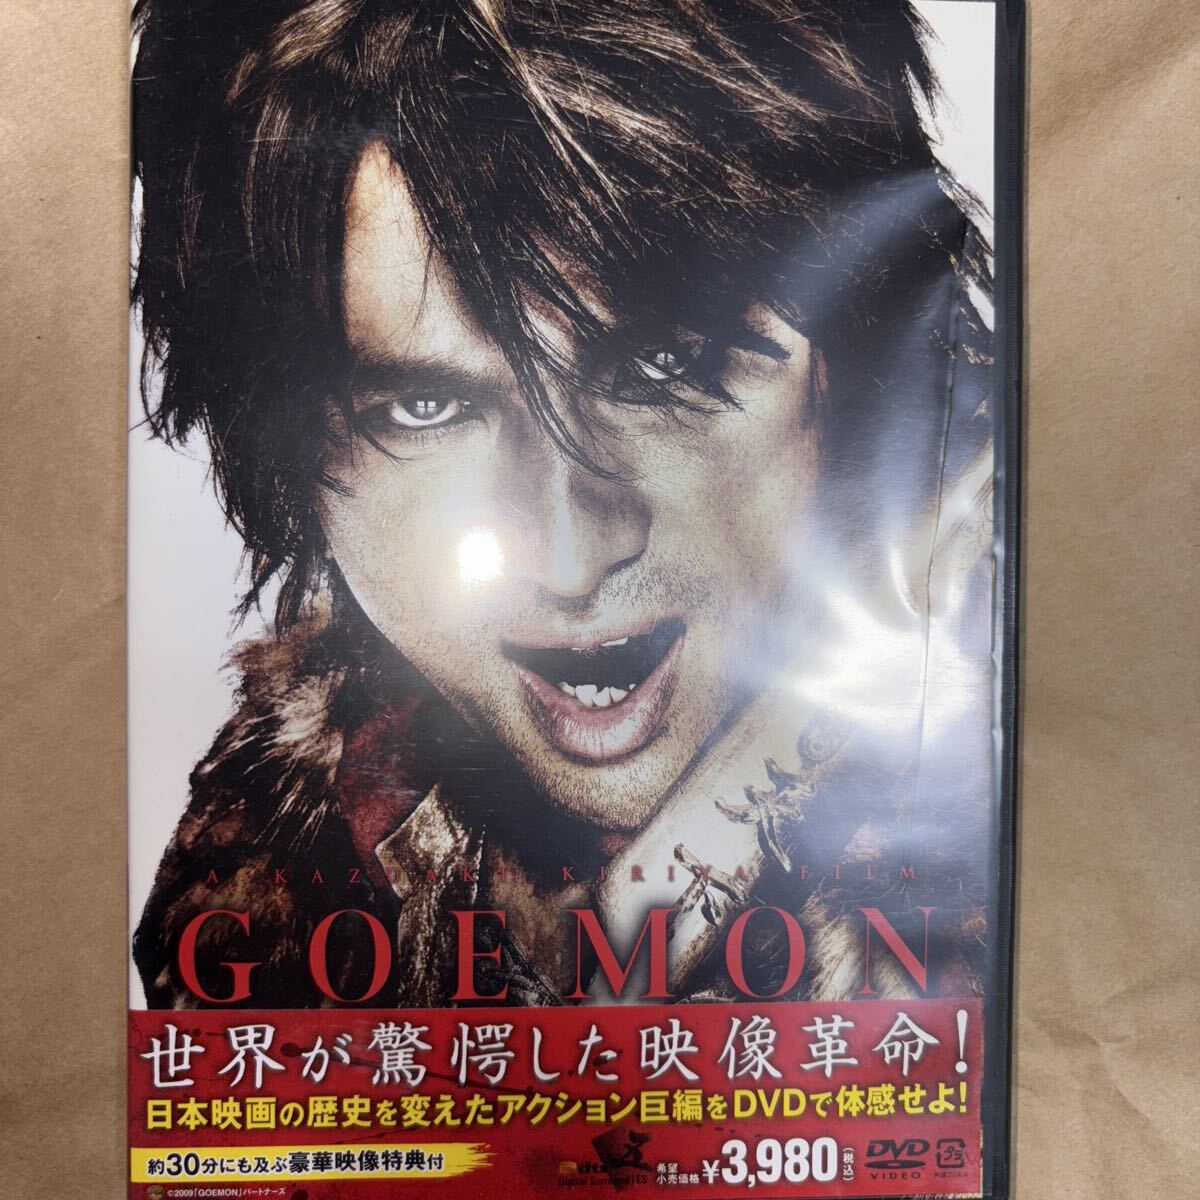 A KAZUAKI KIRIYA FILM
GOEMON
世界が驚愕した映像革命!
日本映画の歴史を変えたアクション巨編をDVDで体感せよ!
約30分にも及ぶ豪華映像特典付
dts
Digital Surround|ES
希望
小売価格
¥3,980(税込)
DVD
VIDEO
©2009「GOEMON」パートナーズ